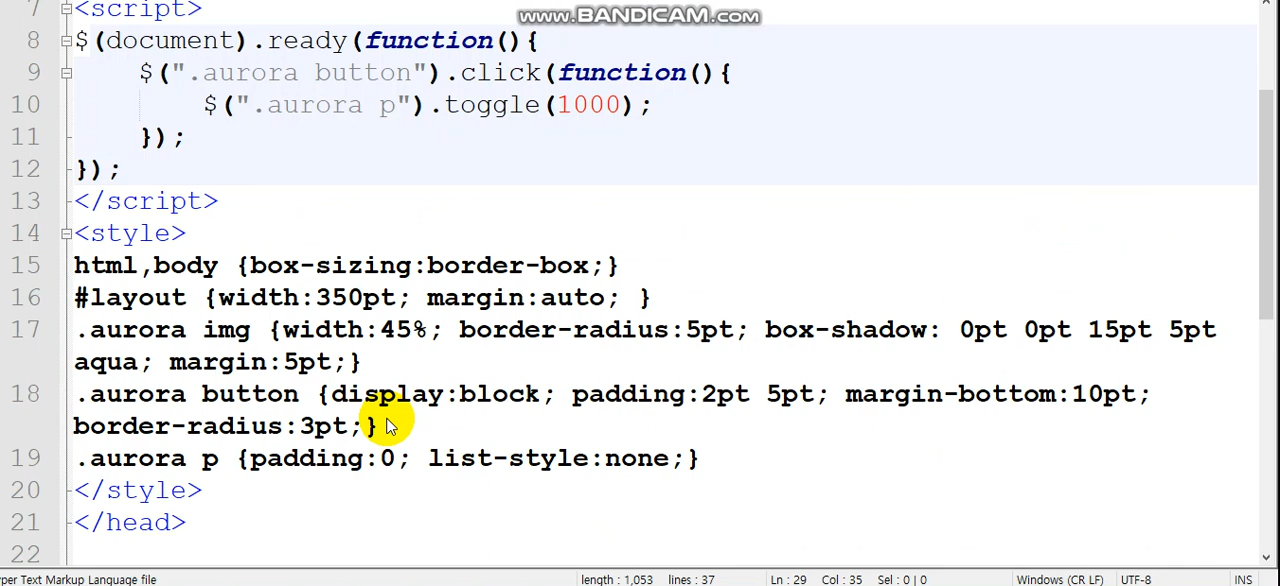 www.BANDICAM.com
7 <script>
8 $(document).ready(function(){
9 $(".aurora button").click(function(){
10 $(".aurora p").toggle(1000);
11 });
12 });
13 </script>
14 <style>
15 html,body {box-sizing:border-box;}
16 #layout {width:350pt; margin:auto; }
17 .aurora img {width:45%; border-radius:5pt; box-shadow: 0pt 0pt 15pt 5pt
aqua; margin:5pt;}
18 .aurora button {display:block; padding:2pt 5pt; margin-bottom:10pt;
border-radius:3pt;}
19 .aurora p {padding:0; list-style:none;}
20 </style>
21 </head>
22
per Text Markup Language file length : 1,053 lines : 37 Ln : 29 Col : 35 Sel : 0 | 0 Windows (CR LF) UTF-8 INS